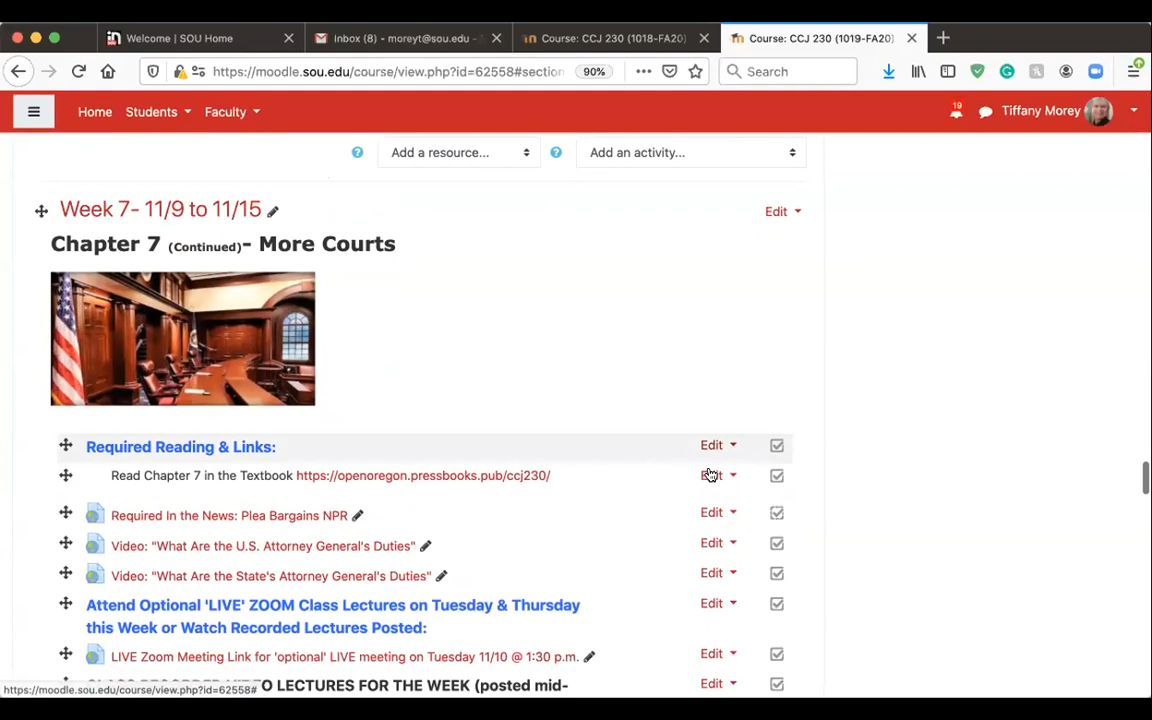 Welcome | SOU Home
Inbox (8) - moreyt@sou.edu -
Course: CCJ 230 (1018-FA20)
Course: CCJ 230 (1019-FA20)
https://moodle.sou.edu/course/view.php?id=62558#section
90%
Search
Home
Students
Faculty
19
Tiffany Morey
Add a resource...
Add an activity...
Week 7- 11/9 to 11/15
Edit
Chapter 7 (Continued)- More Courts
Required Reading & Links:
Edit
Read Chapter 7 in the Textbook https://openoregon.pressbooks.pub/ccj230/
Edit
Required In the News: Plea Bargains NPR
Edit
Video: "What Are the U.S. Attorney General's Duties"
Edit
Video: "What Are the State's Attorney General's Duties"
Edit
Attend Optional 'LIVE' ZOOM Class Lectures on Tuesday & Thursday
Edit
this Week or Watch Recorded Lectures Posted:
LIVE Zoom Meeting Link for 'optional' LIVE meeting on Tuesday 11/10 @ 1:30 p.m.
Edit
O LECTURES FOR THE WEEK (posted mid-
Edit
https://moodle.sou.edu/course/view.php?id=62558#